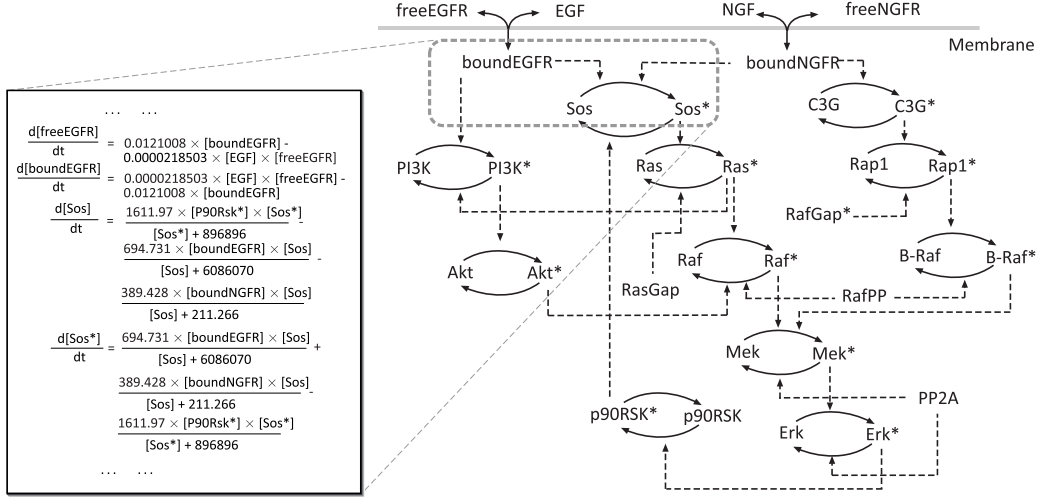 freeEGFR EGF NGF freeNGFR
Membrane
boundEGFR boundNGFR
Sos Sos* C3G C3G*
PI3K PI3K* Ras Ras* Rap1 Rap1*
RafGap*
Akt Akt* RasGap Raf Raf* B-Raf B-Raf*
RafPP
Mek Mek*
PP2A
p90RSK* p90RSK Erk Erk*
... ...
d[freeEGFR]
dt
= 0.0121008 × [boundEGFR] -
0.0000218503 × [EGF] × [freeEGFR]
d[boundEGFR]
dt
= 0.0000218503 × [EGF] × [freeEGFR] -
0.0121008 × [boundEGFR]
d[Sos]
dt
= 1611.97 × [P90Rsk*] × [Sos*] -
[Sos*] + 896896
694.731 × [boundEGFR] × [Sos] -
[Sos] + 6086070
389.428 × [boundNGFR] × [Sos]
[Sos] + 211.266
d[Sos*]
dt
= 694.731 × [boundEGFR] × [Sos] +
[Sos] + 6086070
389.428 × [boundNGFR] × [Sos] -
[Sos] + 211.266
1611.97 × [P90Rsk*] × [Sos*]
[Sos*] + 896896
... ...